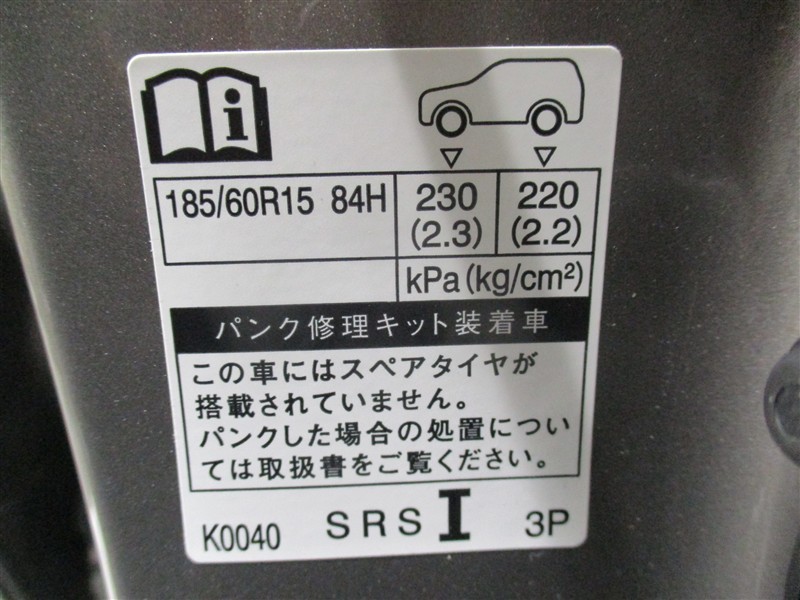 185/60R15 84H 230 220
(2.3) (2.2)
kPa(kg/cm²)
パンク修理キット装着車
この車にはスペアタイヤが
搭載されていません。
パンクした場合の処置につい
ては取扱書をご覧ください。
K0040 SRS I 3P